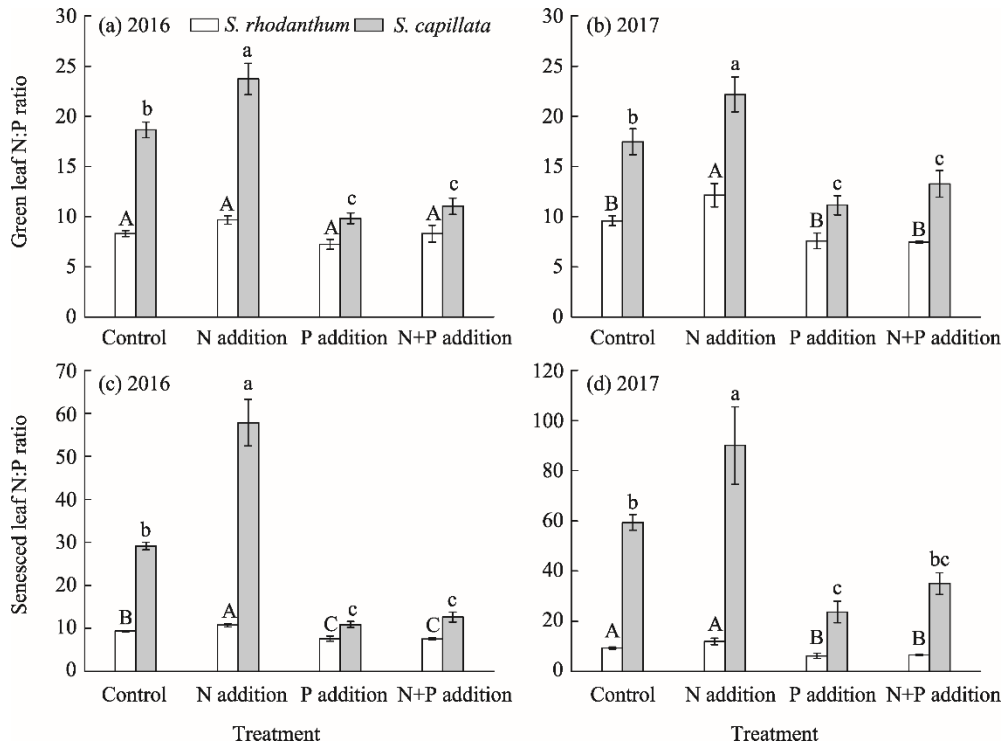 (a) 2016 S. rhodanthum S. capillata
Green leaf N:P ratio
30
25
20
15
10
5
0
A b A a A c A c
Control N addition P addition N+P addition
(b) 2017
30
25
20
15
10
5
0
B b A a B c B c
Control N addition P addition N+P addition
(c) 2016
Senesced leaf N:P ratio
70
60
50
40
30
20
10
0
B b A a C c C c
Control N addition P addition N+P addition
Treatment
(d) 2017
120
100
80
60
40
20
0
A b A a B c B bc
Control N addition P addition N+P addition
Treatment